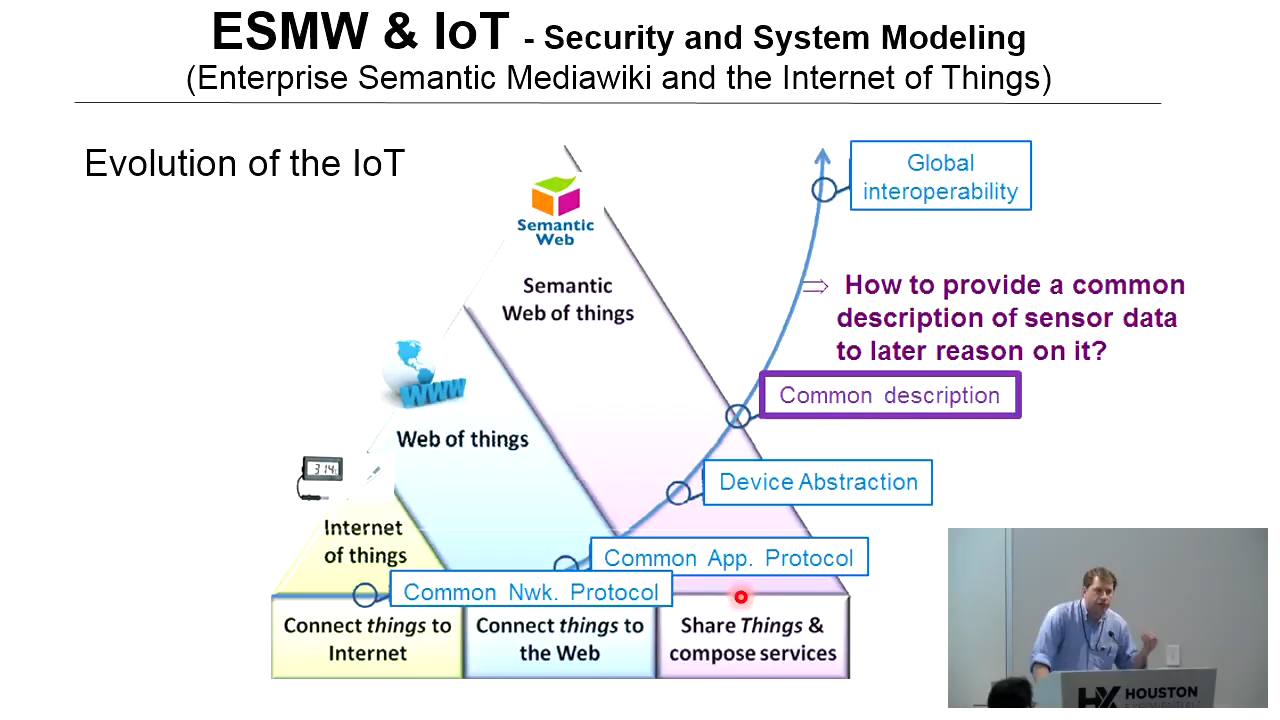 ESMW & IoT - Security and System Modeling
(Enterprise Semantic Mediawiki and the Internet of Things)
Evolution of the IoT
Global
interoperability
Semantic
Web
Semantic
Web of things
⇒ How to provide a common
description of sensor data
to later reason on it?
WWW
Common description
Web of things
314
Device Abstraction
Internet
of things
Common App. Protocol
Common Nwk. Protocol
Connect things to
Internet
Connect things to
the Web
Share Things &
compose services
HX HOUSTON